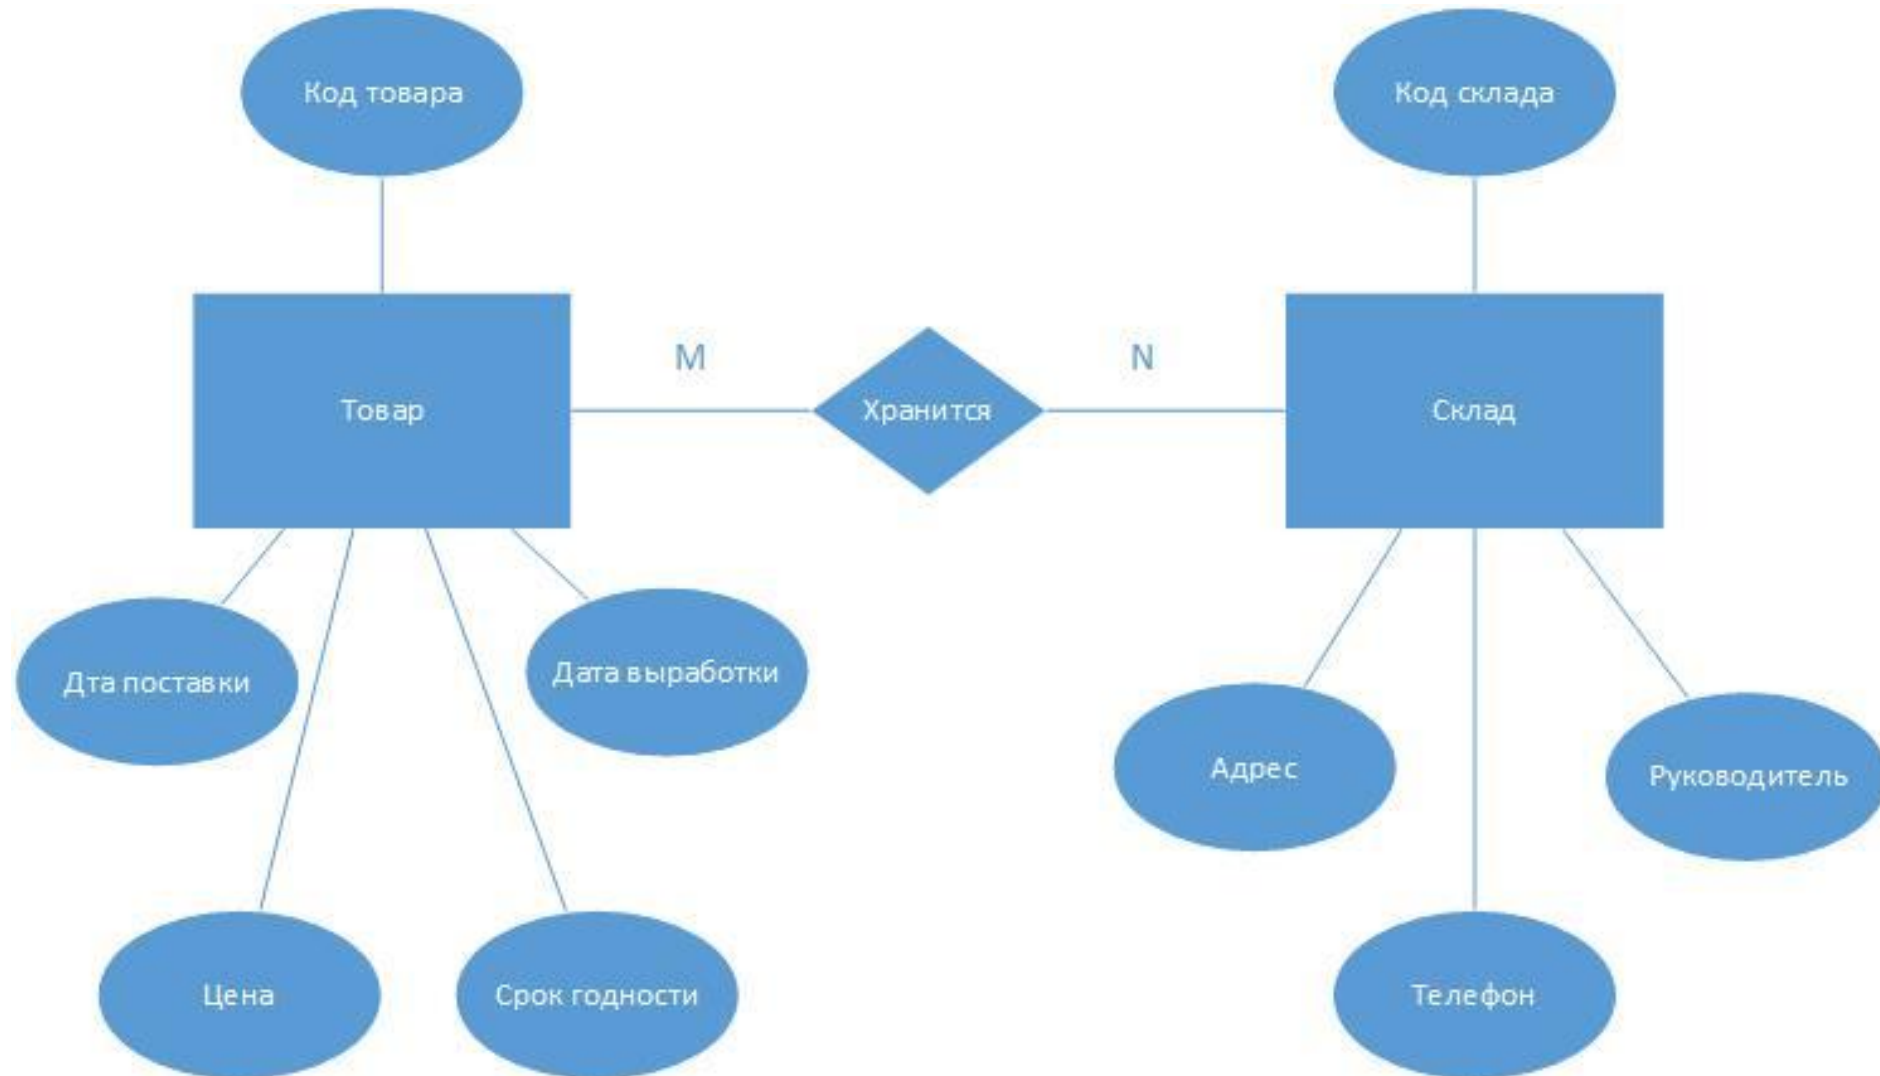 Код товара
Код склада
M
N
Товар
Хранится
Склад
Дта поставки
Дата выработки
Адрес
Руководитель
Цена
Срок годности
Телефон